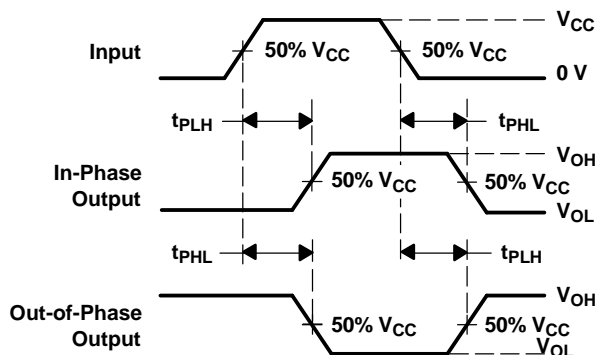 VCC
Input
50% VCC
50% VCC
0 V
tPLH
tPHL
VOH
In-Phase
Output
50% VCC
50% VCC
VOL
tPHL
tPLH
VOH
Out-of-Phase
Output
50% VCC
50% VCC
VOL